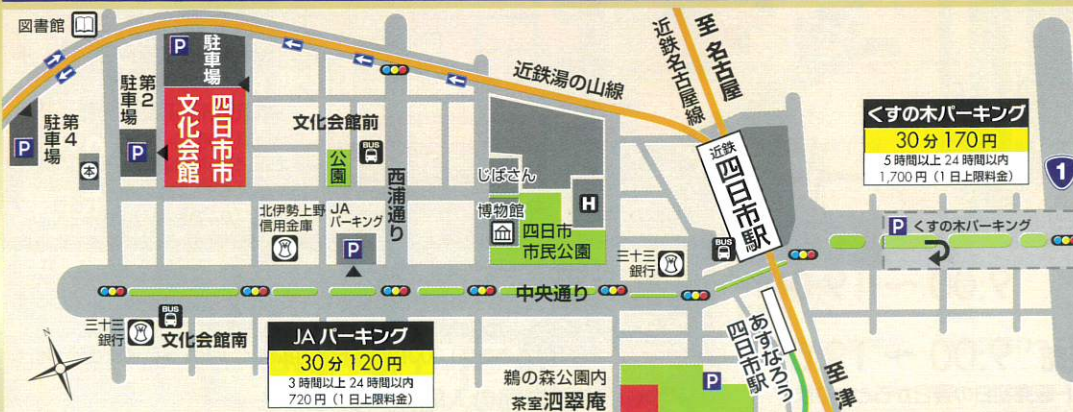 図書館
P
駐車場
第2
駐車場
P
第4
駐車場
P
本
四日市市
文化会館
文化会館前
BUS
公園
西浦通り
近鉄湯の山線
近鉄名古屋線
至 名古屋
近鉄
四日市駅
じばさん
博物館
四日市
市民公園
H
北伊勢上野
信用金庫
JA
パーキング
P
三十三
銀行
BUS
中央通り
くすの木パーキング
30分170円
5時間以上24時間以内
1,700円(1日上限料金)
1
P くすの木パーキング
三十三
銀行
BUS
文化会館南
JAパーキング
30分120円
3時間以上24時間以内
720円(1日上限料金)
鵜の森公園内
茶室泗翠庵
P
あすなろう
四日市駅
至 津
N